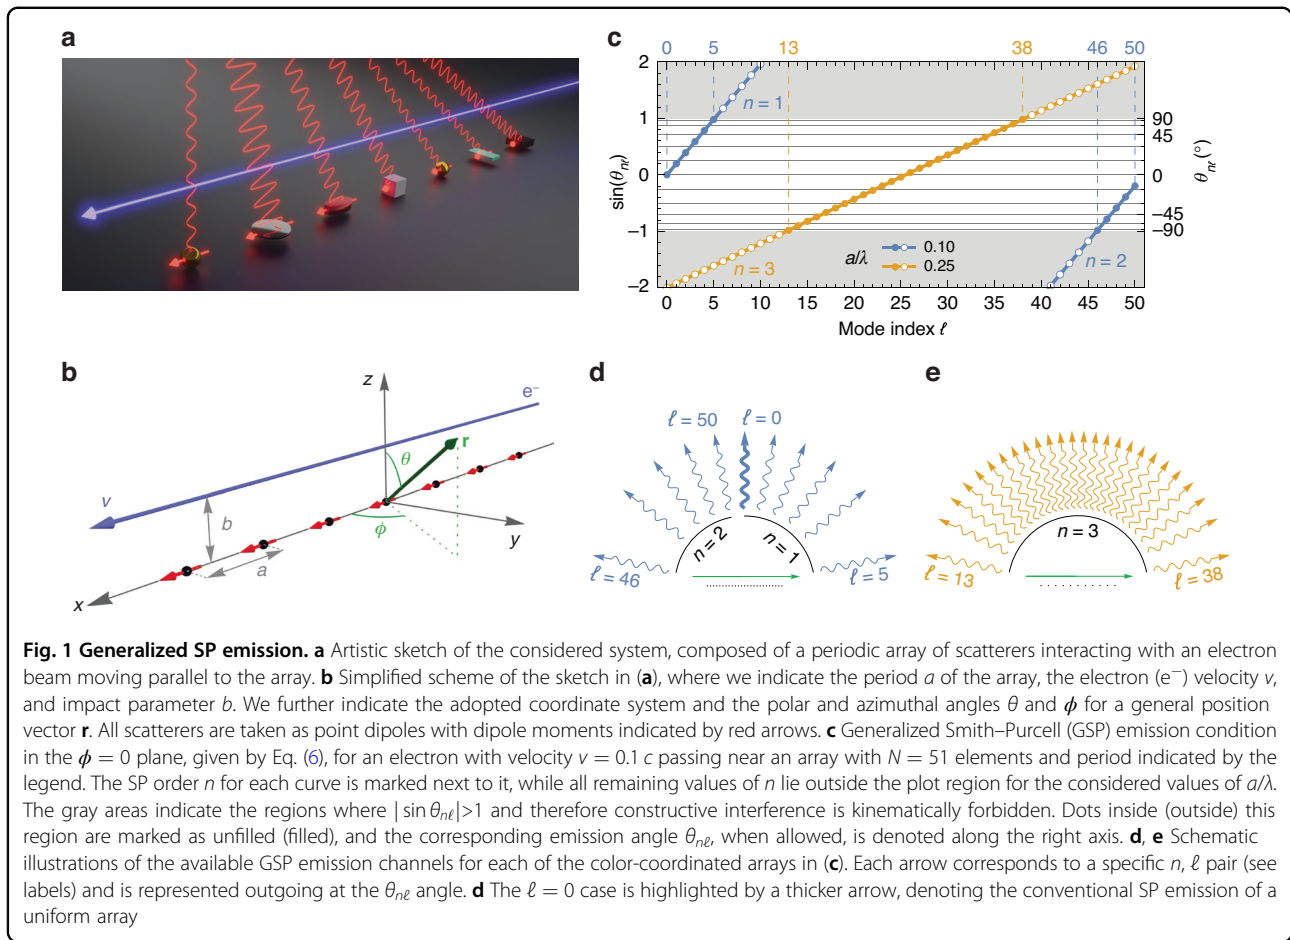 a
b
z
e⁻
r
θ
v
b
ϕ
y
a
x
c
0 5 13 38 46 50
2
1
0
−1
−2
sin(θnℓ)
n = 1
n = 3
n = 2
a/λ
0.10
0.25
90
45
0
−45
−90
θnℓ (°)
0 5 10 15 20 25 30 35 40 45 50
Mode index ℓ
d
ℓ = 50 ℓ = 0
n = 2 n = 1
ℓ = 46 ℓ = 5
e
n = 3
ℓ = 13 ℓ = 38
Fig. 1 Generalized SP emission. a Artistic sketch of the considered system, composed of a periodic array of scatterers interacting with an electron
beam moving parallel to the array. b Simplified scheme of the sketch in (a), where we indicate the period a of the array, the electron (e⁻) velocity v,
and impact parameter b. We further indicate the adopted coordinate system and the polar and azimuthal angles θ and ϕ for a general position
vector r. All scatterers are taken as point dipoles with dipole moments indicated by red arrows. c Generalized Smith–Purcell (GSP) emission condition
in the ϕ = 0 plane, given by Eq. (6), for an electron with velocity v = 0.1 c passing near an array with N = 51 elements and period indicated by the
legend. The SP order n for each curve is marked next to it, while all remaining values of n lie outside the plot region for the considered values of a/λ.
The gray areas indicate the regions where | sin θnℓ|>1 and therefore constructive interference is kinematically forbidden. Dots inside (outside) this
region are marked as unfilled (filled), and the corresponding emission angle θnℓ, when allowed, is denoted along the right axis. d, e Schematic
illustrations of the available GSP emission channels for each of the color-coordinated arrays in (c). Each arrow corresponds to a specific n, ℓ pair (see
labels) and is represented outgoing at the θnℓ angle. d The ℓ = 0 case is highlighted by a thicker arrow, denoting the conventional SP emission of a
uniform array